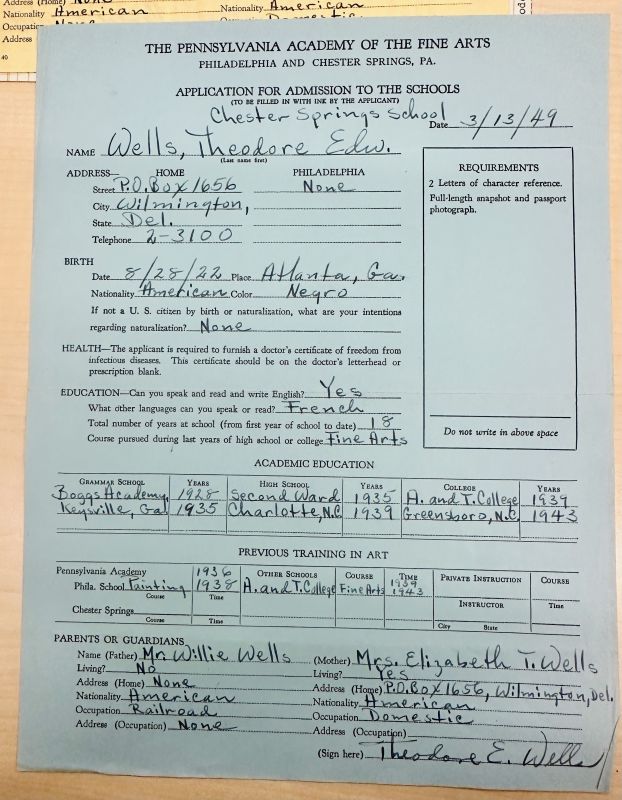 Address (Home) None
Nationality American Nationality American
Occupation None Domestic
Address
40
THE PENNSYLVANIA ACADEMY OF THE FINE ARTS
PHILADELPHIA AND CHESTER SPRINGS, PA.
APPLICATION FOR ADMISSION TO THE SCHOOLS
(TO BE FILLED IN WITH INK BY THE APPLICANT)
Chester Springs School
Date 3/13/49
NAME Wells, Theodore Edw.
(Last name first)
ADDRESS— HOME PHILADELPHIA
Street P.O. Box 1656 None
City Wilmington,
State Del.
Telephone 2-3100
REQUIREMENTS
2 Letters of character reference.
Full-length snapshot and passport
photograph.
Do not write in above space
BIRTH
Date 8/28/22 Place Atlanta, Ga.
Nationality American Color Negro
If not a U. S. citizen by birth or naturalization, what are your intentions
regarding naturalization? None
HEALTH—The applicant is required to furnish a doctor's certificate of freedom from
infectious diseases. This certificate should be on the doctor's letterhead or
prescription blank.
EDUCATION—Can you speak and read and write English? Yes
What other languages can you speak or read? French
Total number of years at school (from first year of school to date) 18
Course pursued during last years of high school or college Fine Arts
ACADEMIC EDUCATION
GRAMMAR SCHOOL YEARS HIGH SCHOOL YEARS COLLEGE YEARS
Boggs Academy 1928 Second Ward 1935 A. and T. College 1939
Keysville, Ga. 1935 Charlotte, N.C. 1939 Greensboro, N.C. 1943
PREVIOUS TRAINING IN ART
Pennsylvania Academy 1936 OTHER SCHOOLS COURSE TIME PRIVATE INSTRUCTION COURSE
Phila. School Painting 1938 A. and T. College Fine Arts 1939 1943
Course Time INSTRUCTOR Time
Chester Springs
Course Time City State
PARENTS OR GUARDIANS
Name (Father) Mr. Willie Wells (Mother) Mrs. Elizabeth T. Wells
Living? No Living? Yes
Address (Home) None Address (Home) P.O. Box 1656, Wilmington, Del.
Nationality American Nationality American
Occupation Railroad Occupation Domestic
Address (Occupation) None Address (Occupation)
(Sign here) Theodore E. Wells